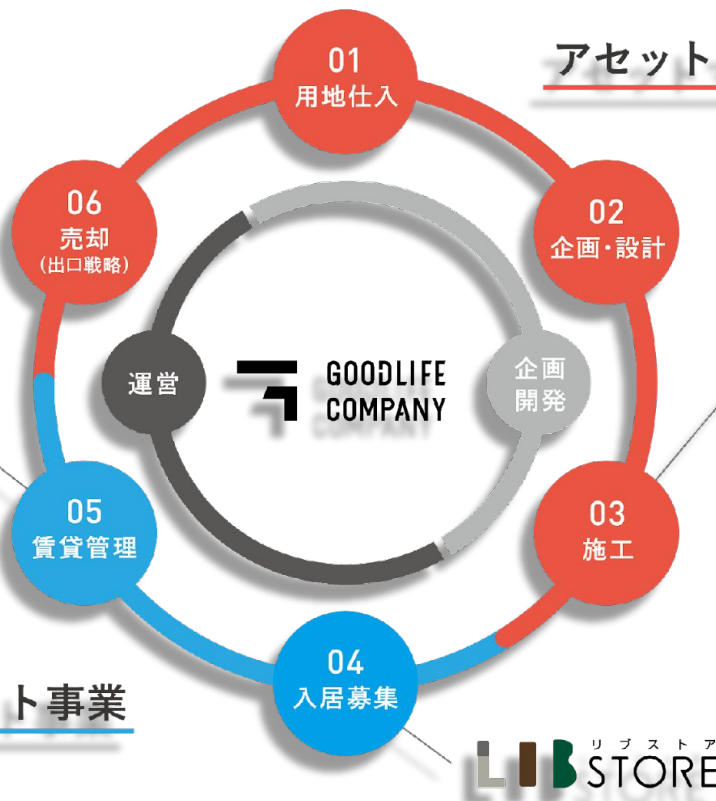 アセット
01
用地仕入
02
企画・設計
06
売却
(出口戦略)
運営
GOODLIFE
COMPANY
企画
開発
05
賃貸管理
03
施工
04
入居募集
ト事業
リブストア
LIB STORE